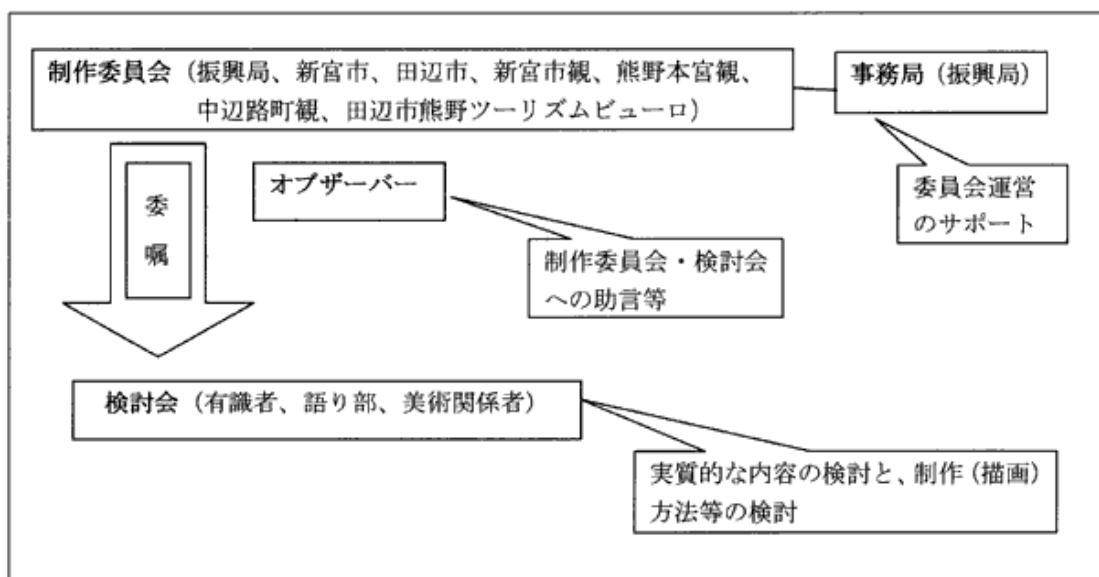 制作委員会（振興局、新宮市、田辺市、新宮市観、熊野本宮観、
中辺路町観、田辺市熊野ツーリズムビューロ）
事務局（振興局）
委員会運営
のサポート
オブザーバー
委
嘱
制作委員会・検討会
への助言等
検討会（有識者、語り部、美術関係者）
実質的な内容の検討と、制作（描画）
方法等の検討